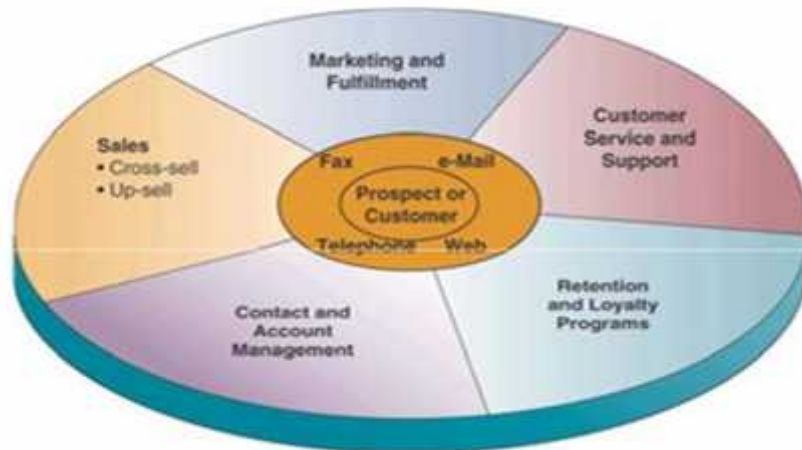 Marketing and
Fulfillment
Customer
Service and
Support
Sales
• Cross-sell
• Up-sell
Fax e-Mail
Prospect or
Customer
Telephone Web
Contact and
Account
Management
Retention
and Loyalty
Programs